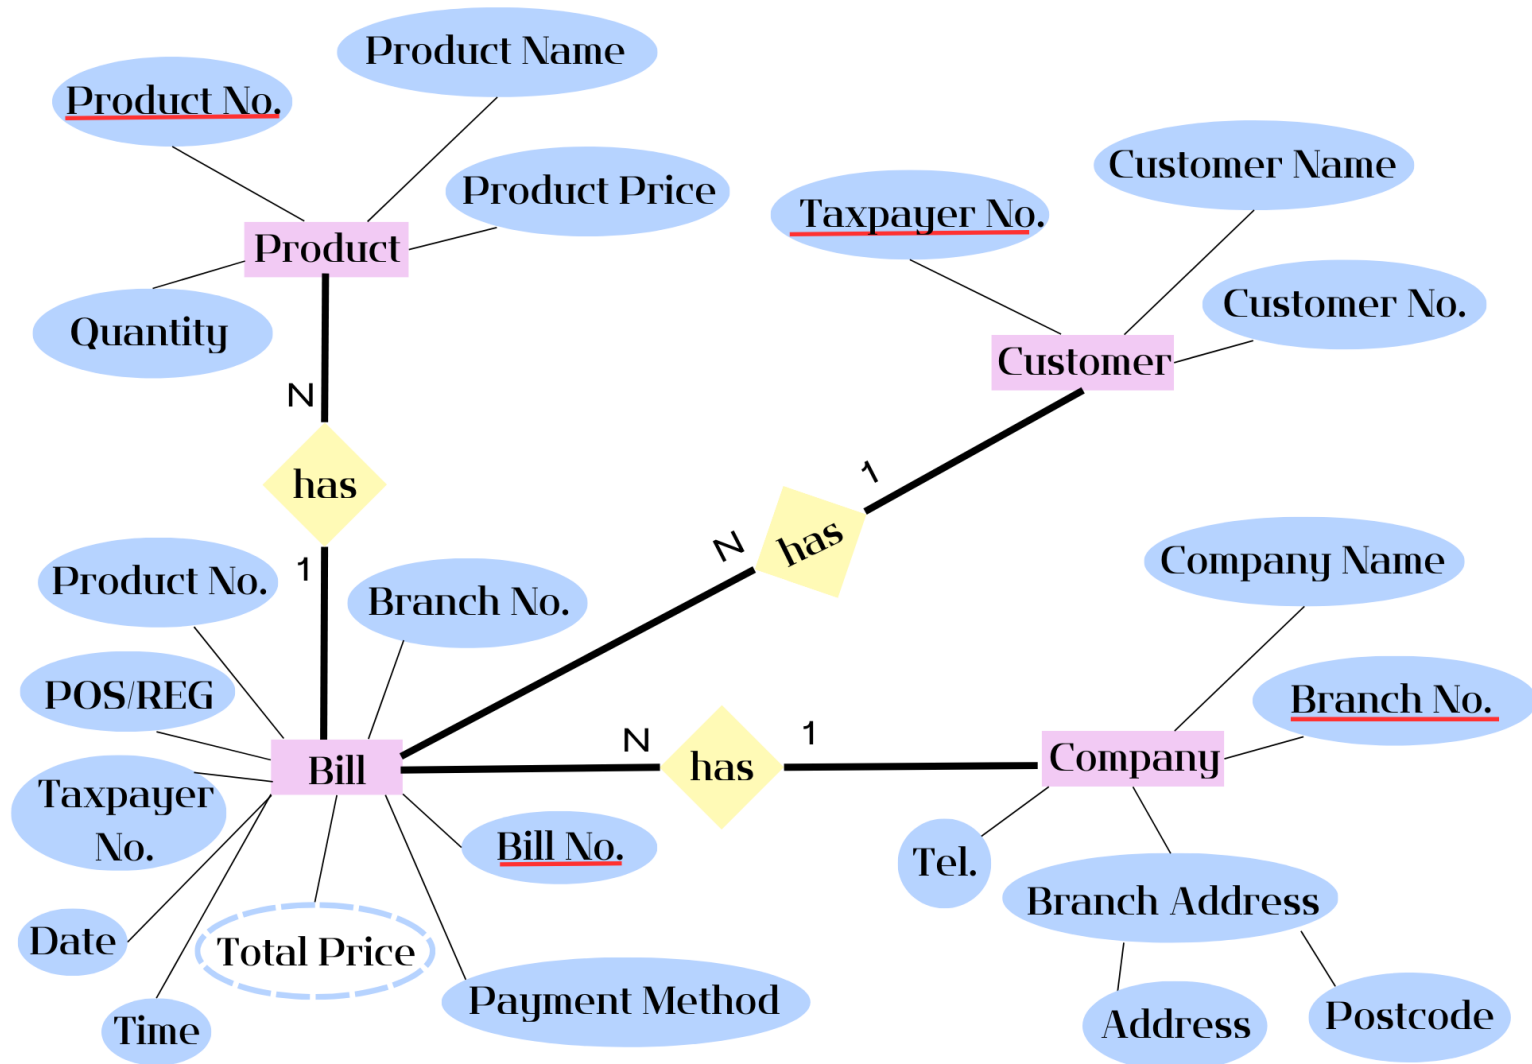 Product Name
Product No.
Product Price
Product
Quantity
N
has
1
Customer Name
Taxpayer No.
Customer No.
Customer
1
has
N
Product No.
Branch No.
POS/REG
Bill
Taxpayer
No.
Bill No.
Date
Total Price
Time
Payment Method
N
has
1
Company Name
Branch No.
Company
Tel.
Branch Address
Address
Postcode